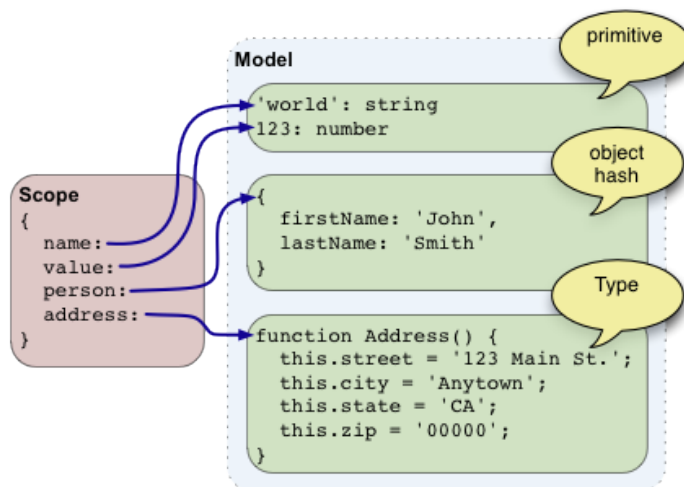 primitive
Model
'world': string
123: number
object
hash
Scope
{
name:
value:
person:
address:
}
{
firstName: 'John',
lastName: 'Smith'
}
Type
function Address() {
this.street = '123 Main St.';
this.city = 'Anytown';
this.state = 'CA';
this.zip = '00000';
}